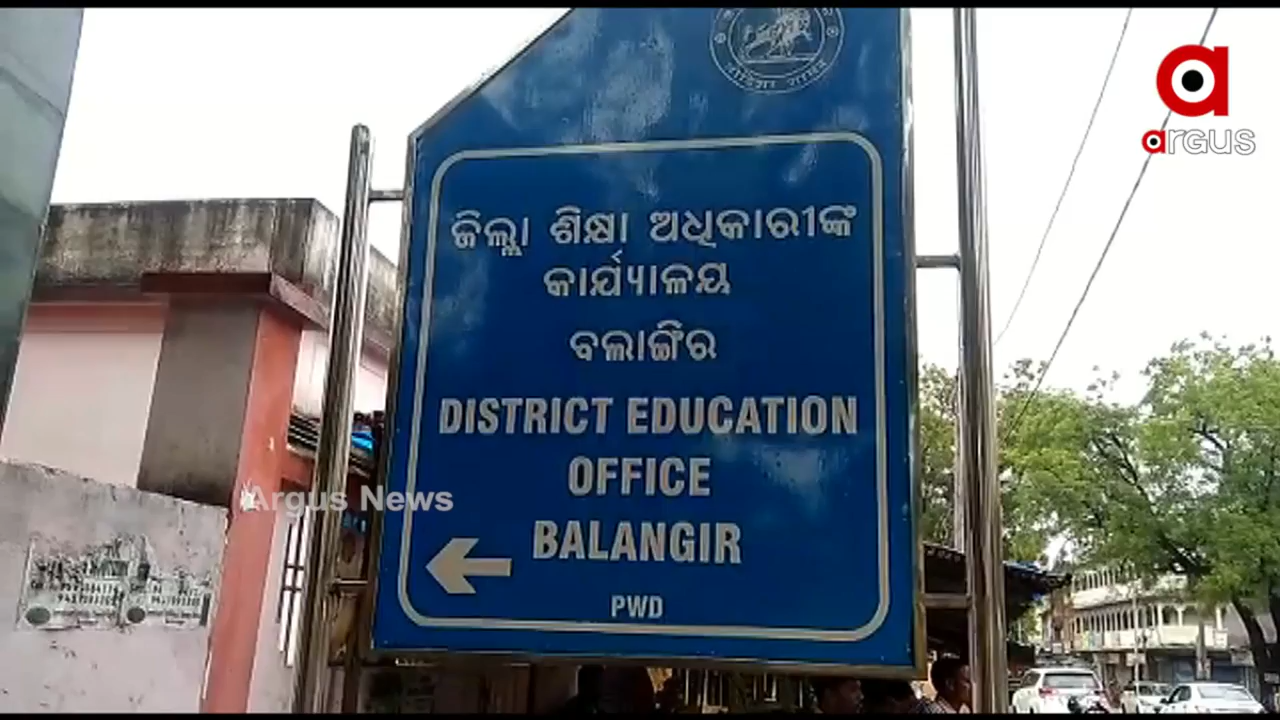 argus
ଜିଲ୍ଲା ଶିକ୍ଷା ଅଧିକାରୀଙ୍କ
କାର୍ଯ୍ୟାଳୟ
ବଲାଙ୍ଗିର
DISTRICT EDUCATION
OFFICE
BALANGIR
PWD
Argus News